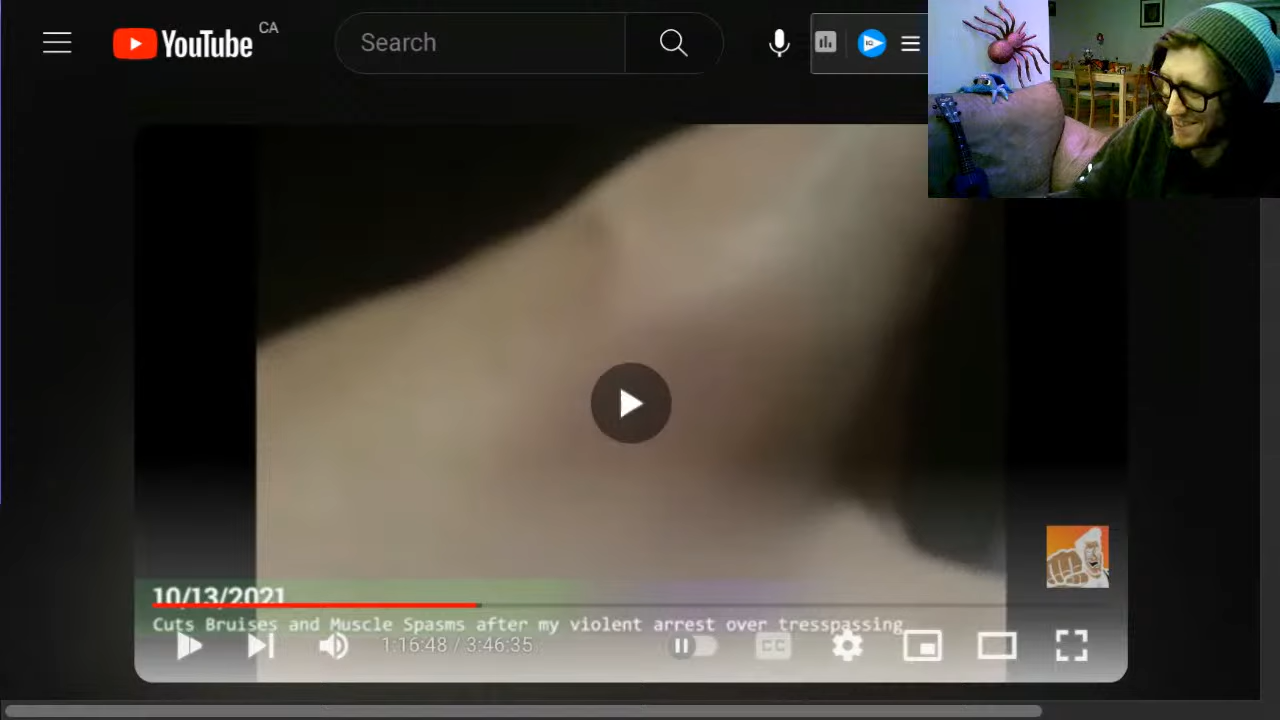 YouTube CA
Search
10/13/2021
Cuts Bruises and Muscle Spasms after my violent arrest over tresspassing
1:16:48 / 3:46:35
CC